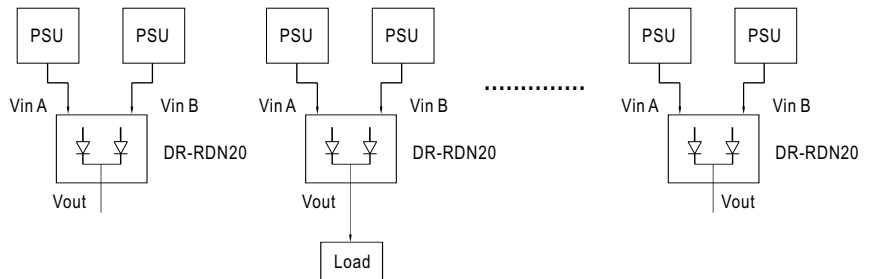 PSU PSU PSU PSU PSU PSU
Vin A Vin B Vin A Vin B Vin A Vin B
DR-RDN20 DR-RDN20 DR-RDN20
Vout Vout Vout
Load